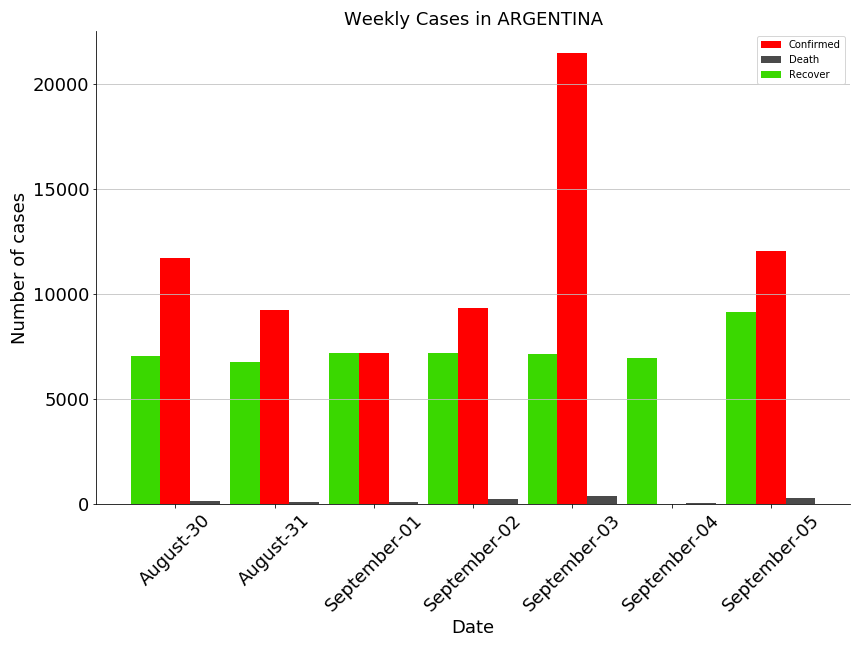 Weekly Cases in ARGENTINA
Confirmed
Death
Recover
Number of cases
20000
15000
10000
5000
0
August-30
August-31
September-01
September-02
September-03
September-04
September-05
Date